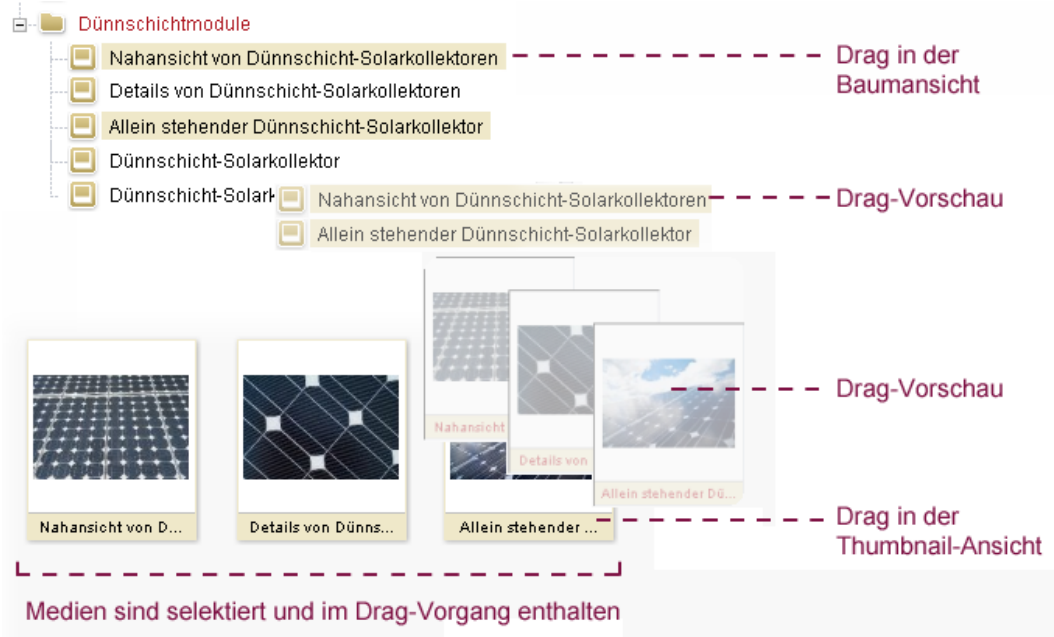 Dünnschichtmodule
Nahansicht von Dünnschicht-Solarkollektoren
Drag in der
Baumansicht
Details von Dünnschicht-Solarkollektoren
Allein stehender Dünnschicht-Solarkollektor
Dünnschicht-Solarkollektor
Dünnschicht-Solark
Nahansicht von Dünnschicht-Solarkollektoren
Drag-Vorschau
Allein stehender Dünnschicht-Solarkollektor
Drag-Vorschau
Nahansicht
Details von
Allein stehender Dü...
Nahansicht von D...
Details von Dünns...
Allein stehender ...
Drag in der
Thumbnail-Ansicht
Medien sind selektiert und im Drag-Vorgang enthalten